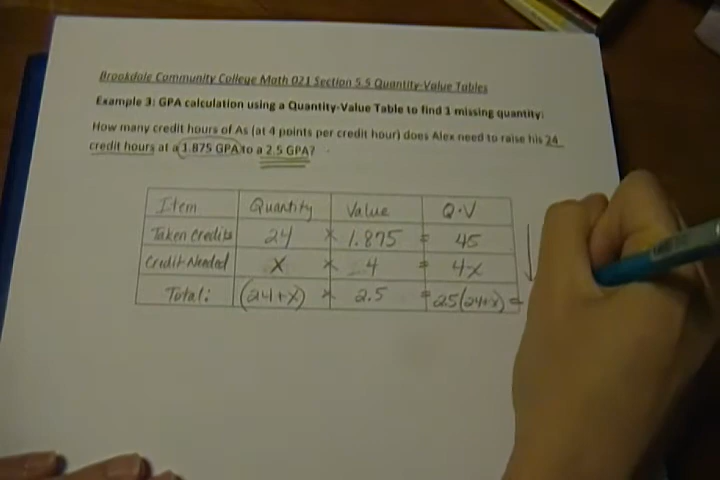 Brookdale Community College Math 021 Section 5.5 Quantity-Value Tables
Example 3: GPA calculation using a Quantity-Value Table to find 1 missing quantity:
How many credit hours of As (at 4 points per credit hour) does Alex need to raise his 24
credit hours at a 1.875 GPA to a 2.5 GPA?
Item Quantity Value Q·V
Taken Credits 24 × 1.875 = 45
Credit Needed x × 4 = 4x
Total: (24+x) × 2.5 = 2.5(24+x) =